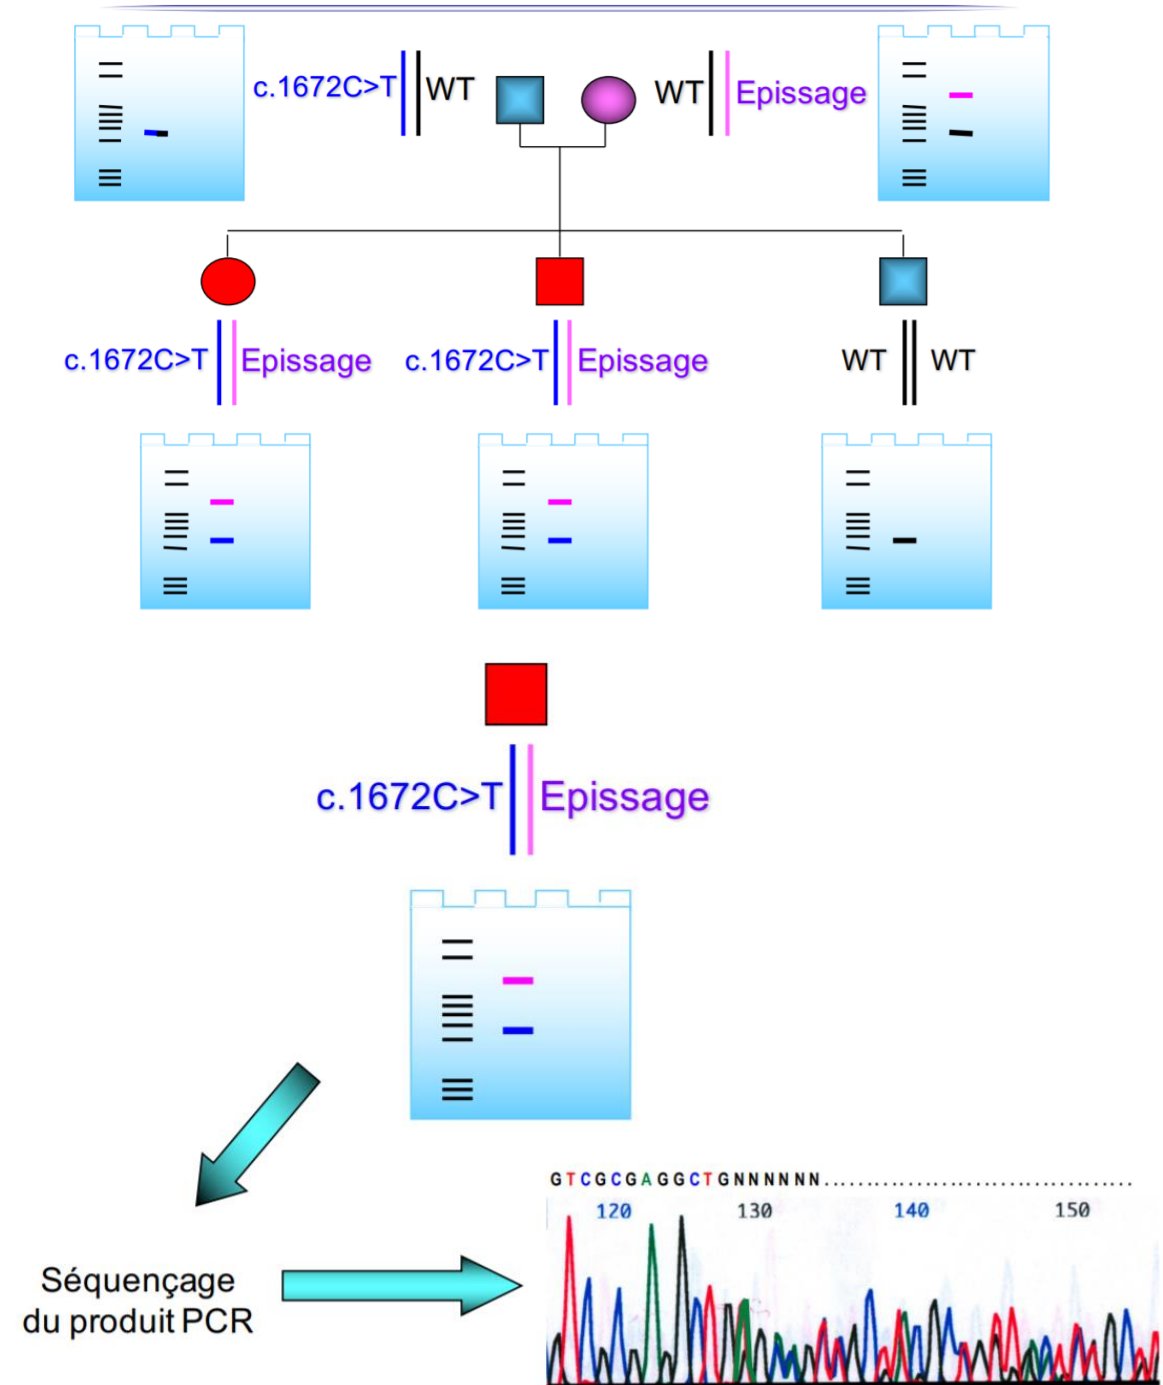 c.1672C>T WT WT Epissage
c.1672C>T Epissage c.1672C>T Epissage WT WT
c.1672C>T Epissage
GTCGCGAGGCTGNNNNNN......................................
120 130 140 150
Séquençage
du produit PCR